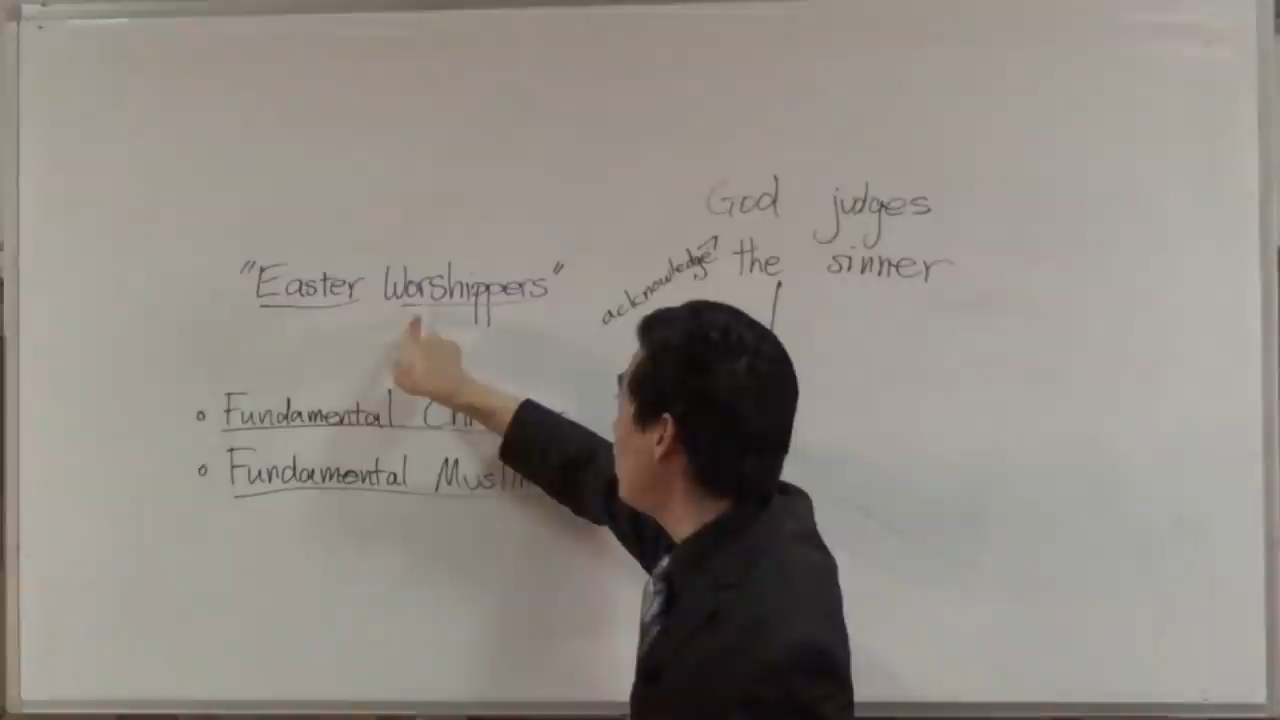 "Easter Worshippers"
• Fundamental
• Fundamental
God judges
the sinner
acknowledge